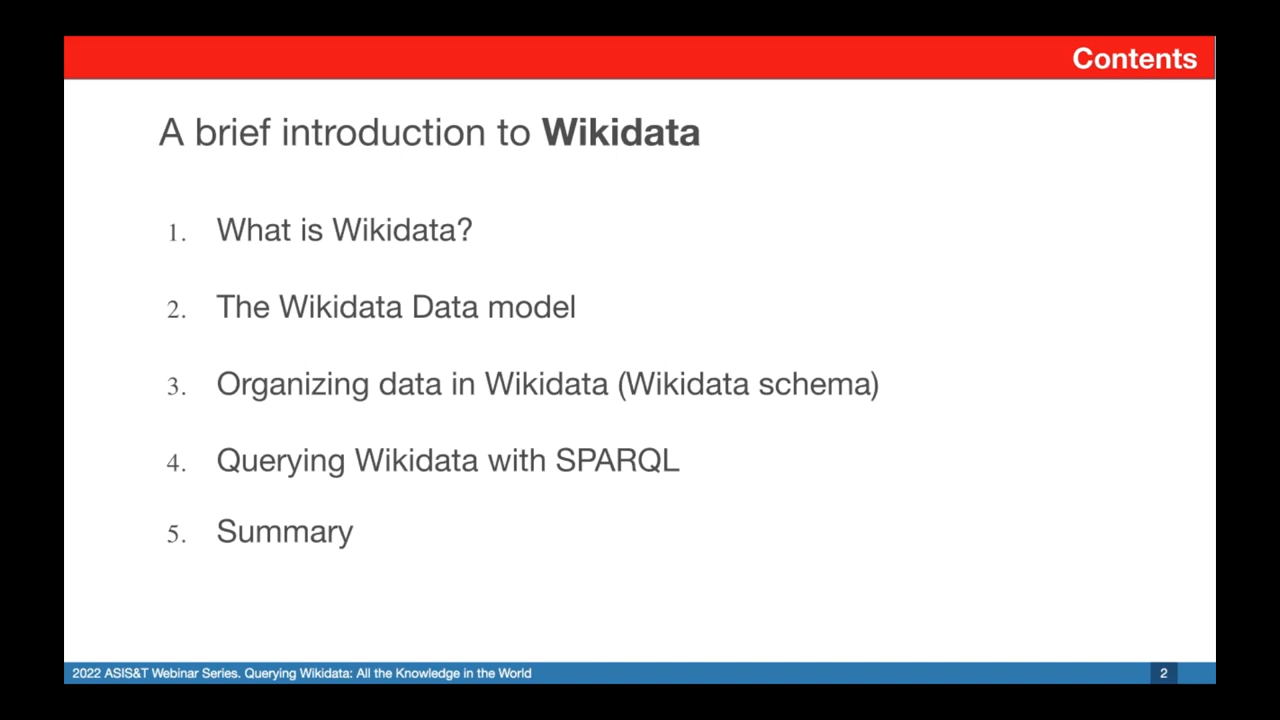 Contents
A brief introduction to Wikidata
1. What is Wikidata?
2. The Wikidata Data model
3. Organizing data in Wikidata (Wikidata schema)
4. Querying Wikidata with SPARQL
5. Summary
2022 ASIS&T Webinar Series. Querying Wikidata: All the Knowledge in the World
2